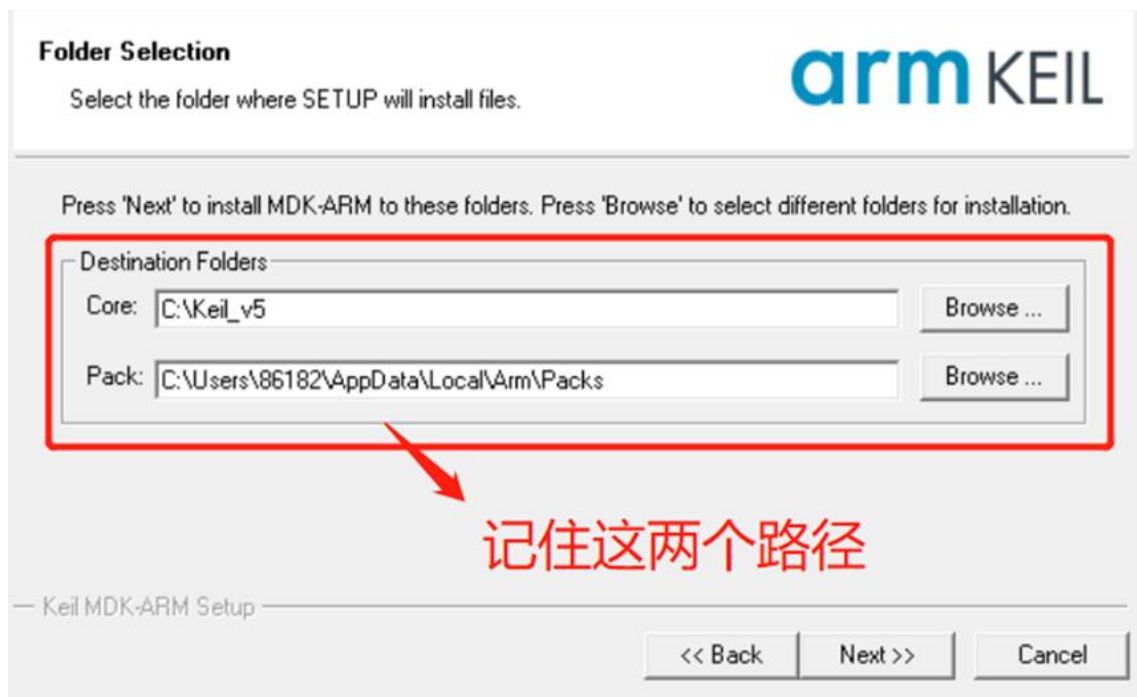 Folder Selection
Select the folder where SETUP will install files.
arm KEIL
Press 'Next' to install MDK-ARM to these folders. Press 'Browse' to select different folders for installation.
Destination Folders
Core: C:\Keil_v5 Browse ...
Pack: C:\Users\86182\AppData\Local\Arm\Packs Browse ...
记住这两个路径
Keil MDK-ARM Setup
<< Back Next >> Cancel